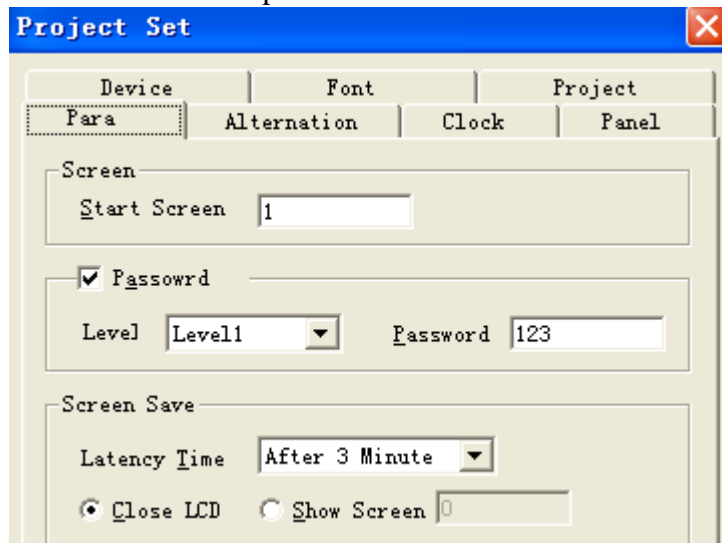 Project Set
Device Font Project
Para Alternation Clock Panel
Screen
Start Screen 1
Passowrd
Level Level1 Password 123
Screen Save
Latency Time After 3 Minute
Close LCD Show Screen 0